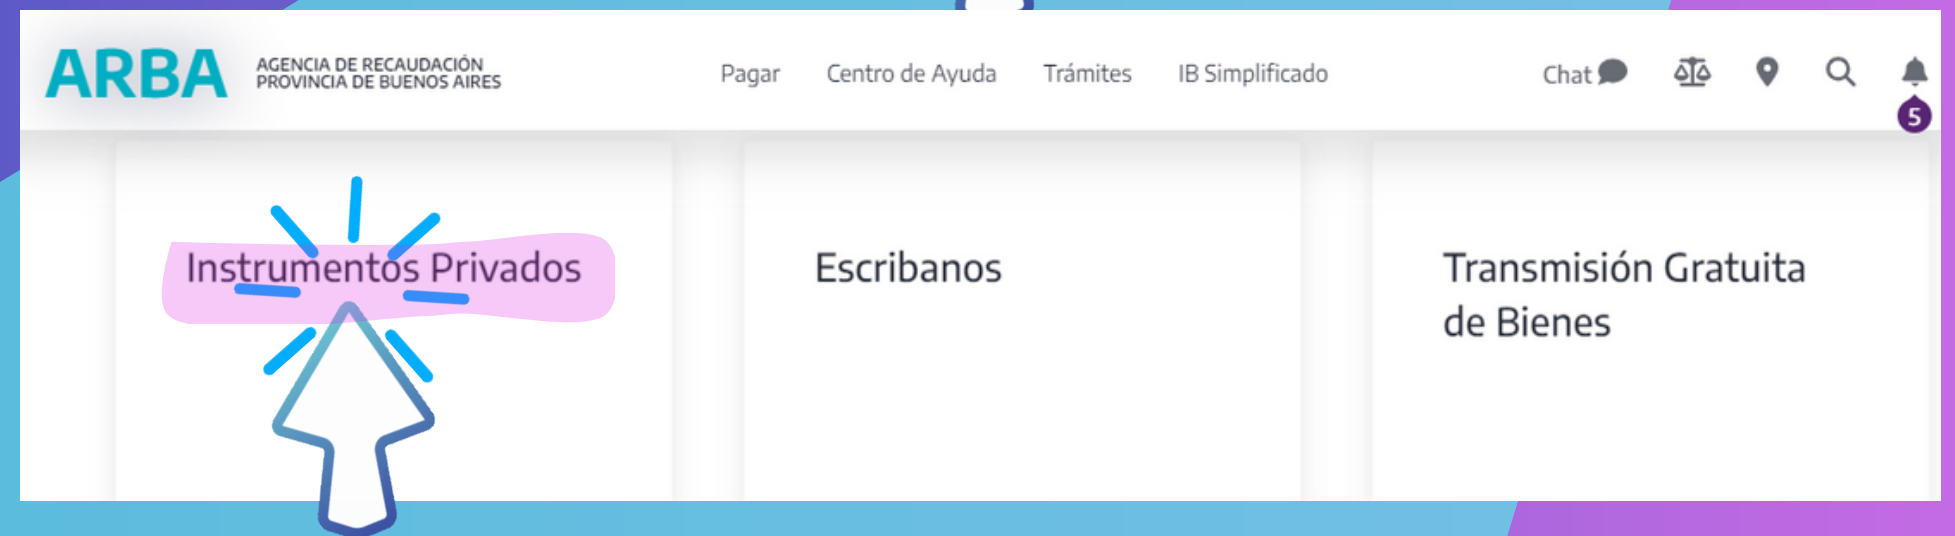 ARBA
AGENCIA DE RECAUDACIÓN
PROVINCIA DE BUENOS AIRES
Pagar
Centro de Ayuda
Trámites
IB Simplificado
Chat
5
Instrumentos Privados
Escribanos
Transmisión Gratuita
de Bienes